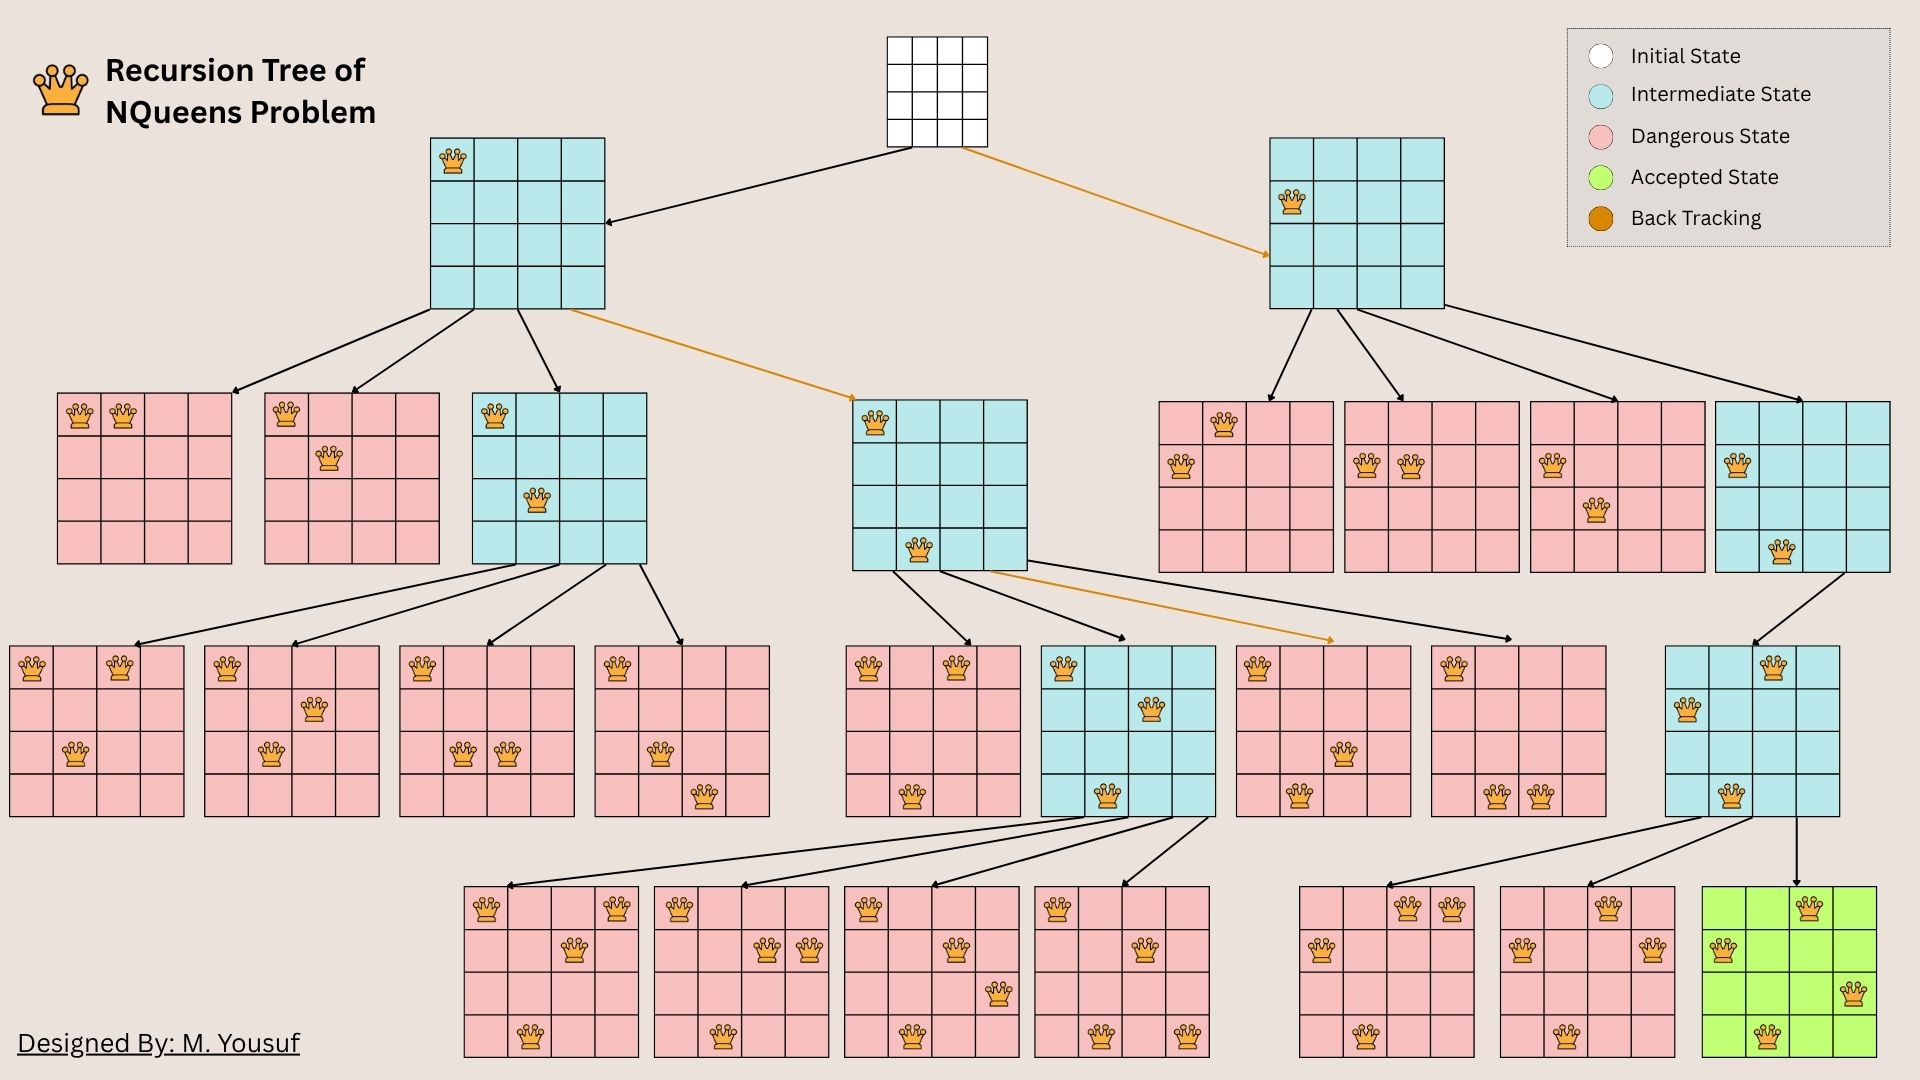 Recursion Tree of
NQueens Problem
Initial State
Intermediate State
Dangerous State
Accepted State
Back Tracking
Designed By: M. Yousuf